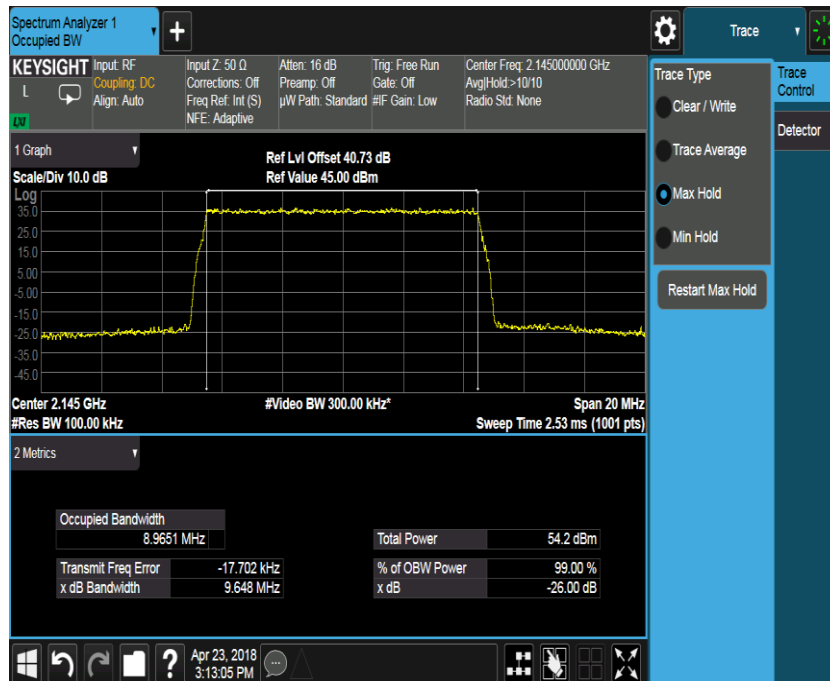 Spectrum Analyzer 1
Occupied BW
+
Trace
KEYSIGHT
L
LXI
Input: RF
Coupling: DC
Align: Auto
Input Z: 50 Ω
Corrections: Off
Freq Ref: Int (S)
NFE: Adaptive
Atten: 16 dB
Preamp: Off
µW Path: Standard
Trig: Free Run
Gate: Off
#IF Gain: Low
Center Freq: 2.145000000 GHz
Avg|Hold:>10/10
Radio Std: None
Trace Type
Clear / Write
Trace Average
Max Hold
Min Hold
Restart Max Hold
Trace
Control
Detector
1 Graph
Scale/Div 10.0 dB
Ref Lvl Offset 40.73 dB
Ref Value 45.00 dBm
Log
35.0
25.0
15.0
5.00
-5.00
-15.0
-25.0
-35.0
-45.0
Center 2.145 GHz
#Video BW 300.00 kHz*
Span 20 MHz
#Res BW 100.00 kHz
Sweep Time 2.53 ms (1001 pts)
2 Metrics
Occupied Bandwidth
8.9651 MHz
Total Power 54.2 dBm
Transmit Freq Error -17.702 kHz
% of OBW Power 99.00 %
x dB Bandwidth 9.648 MHz
x dB -26.00 dB
?
Apr 23, 2018
3:13:05 PM